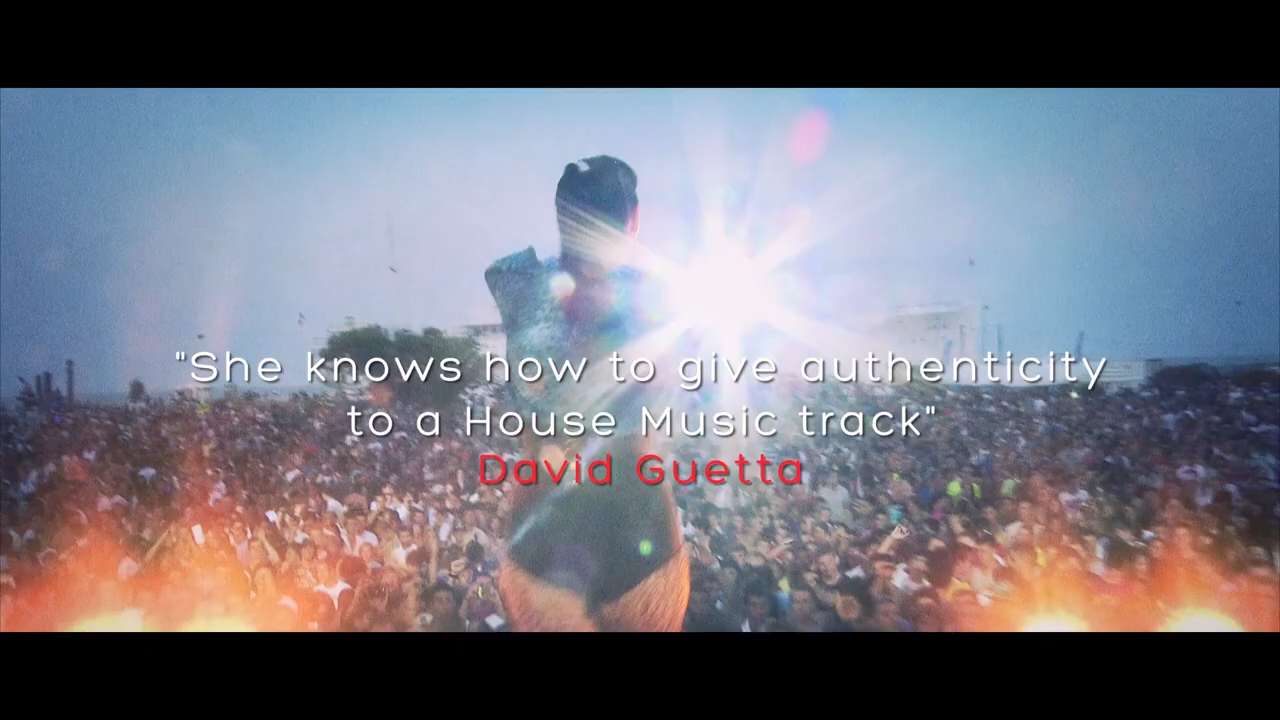 "She knows how to give authenticity
to a House Music track"
David Guetta